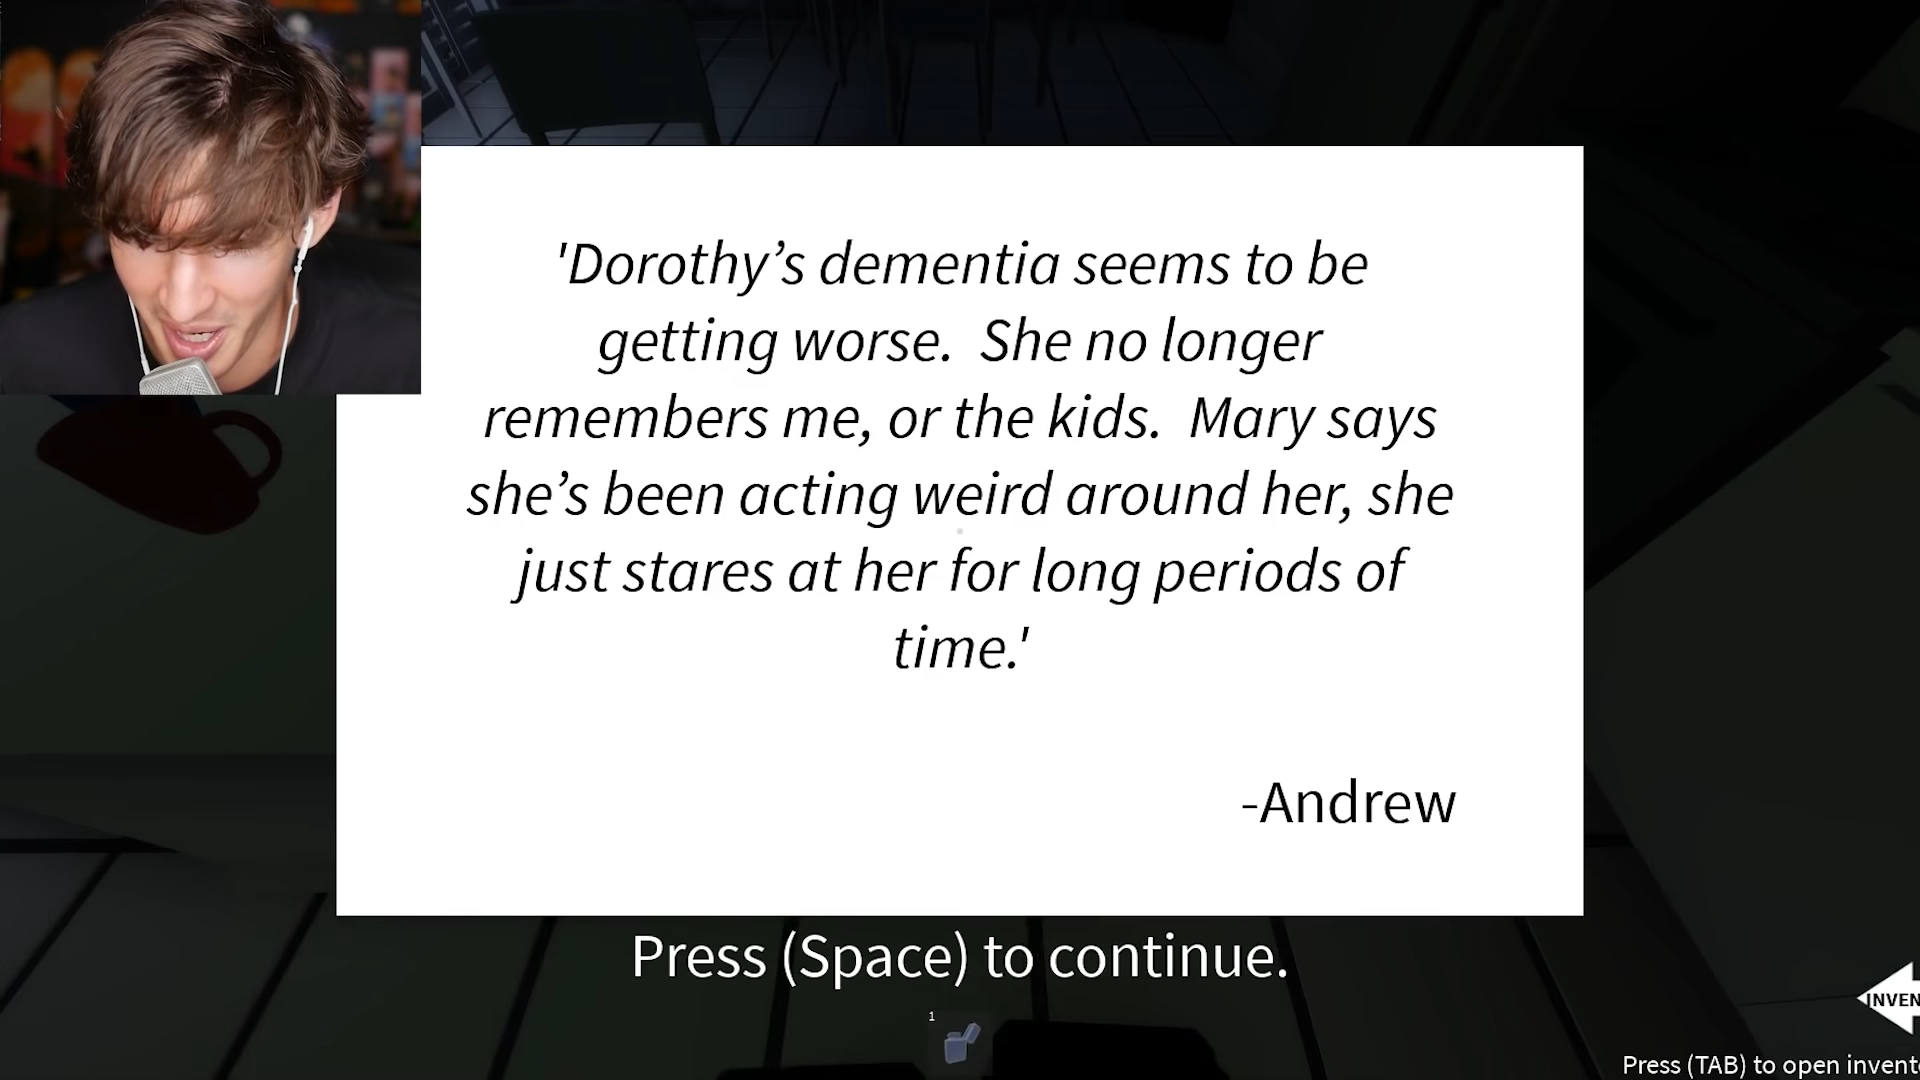 'Dorothy’s dementia seems to be
getting worse.  She no longer
remembers me, or the kids.  Mary says
she’s been acting weird around her, she
just stares at her for long periods of
time.'
-Andrew
Press (Space) to continue.
1
INVEN
Press (TAB) to open invent